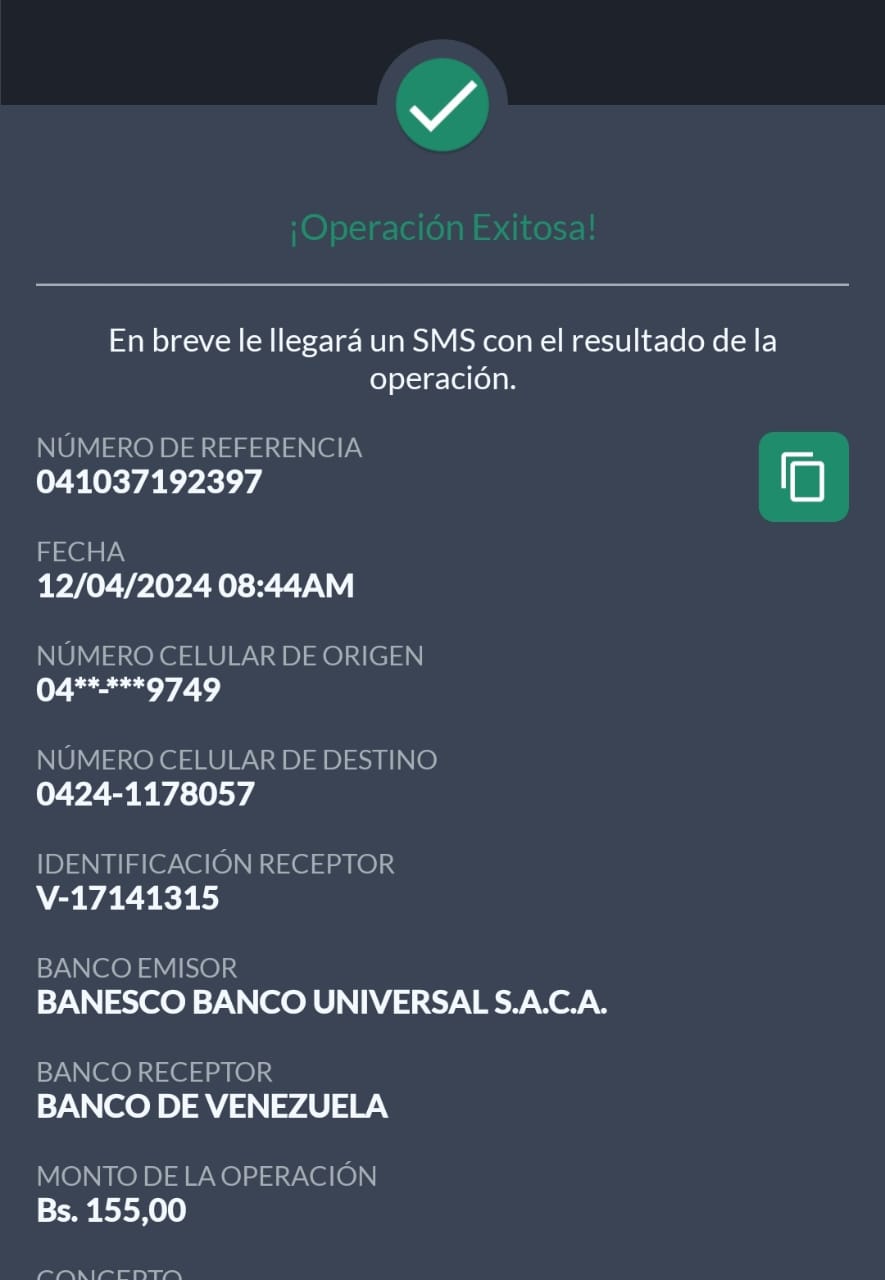 ¡Operación Exitosa!
En breve le llegará un SMS con el resultado de la
operación.
NÚMERO DE REFERENCIA
041037192397
FECHA
12/04/2024 08:44AM
NÚMERO CELULAR DE ORIGEN
04**-***9749
NÚMERO CELULAR DE DESTINO
0424-1178057
IDENTIFICACIÓN RECEPTOR
V-17141315
BANCO EMISOR
BANESCO BANCO UNIVERSAL S.A.C.A.
BANCO RECEPTOR
BANCO DE VENEZUELA
MONTO DE LA OPERACIÓN
Bs. 155,00
CONCEPTO